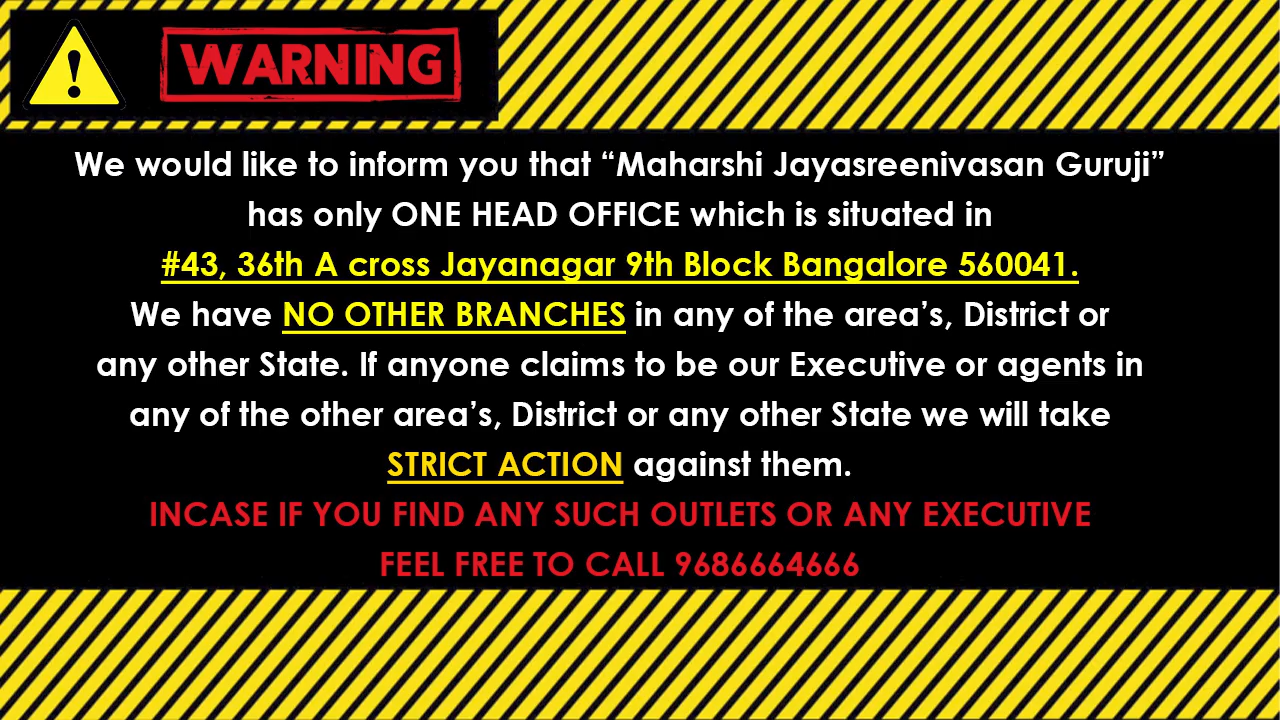 WARNING
We would like to inform you that “Maharshi Jayasreenivasan Guruji”
has only ONE HEAD OFFICE which is situated in
#43, 36th A cross Jayanagar 9th Block Bangalore 560041.
We have NO OTHER BRANCHES in any of the area’s, District or
any other State. If anyone claims to be our Executive or agents in
any of the other area’s, District or any other State we will take
STRICT ACTION against them.
INCASE IF YOU FIND ANY SUCH OUTLETS OR ANY EXECUTIVE
FEEL FREE TO CALL 9686664666